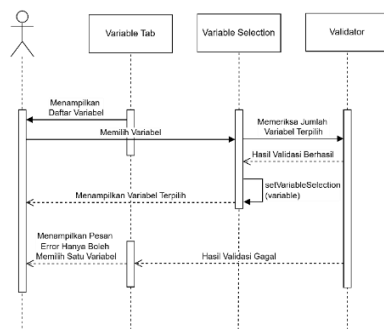 Variable Tab
Variable Selection
Validator
Menampilkan
Daftar Variabel
Memilih Variabel
Memeriksa Jumlah
Variabel Terpilih
Hasil Validasi Berhasil
setVariableSelection
(variable)
Menampilkan Variabel Terpilih
Menampilkan Pesan
Error Hanya Boleh
Memilih Satu Variabel
Hasil Validasi Gagal